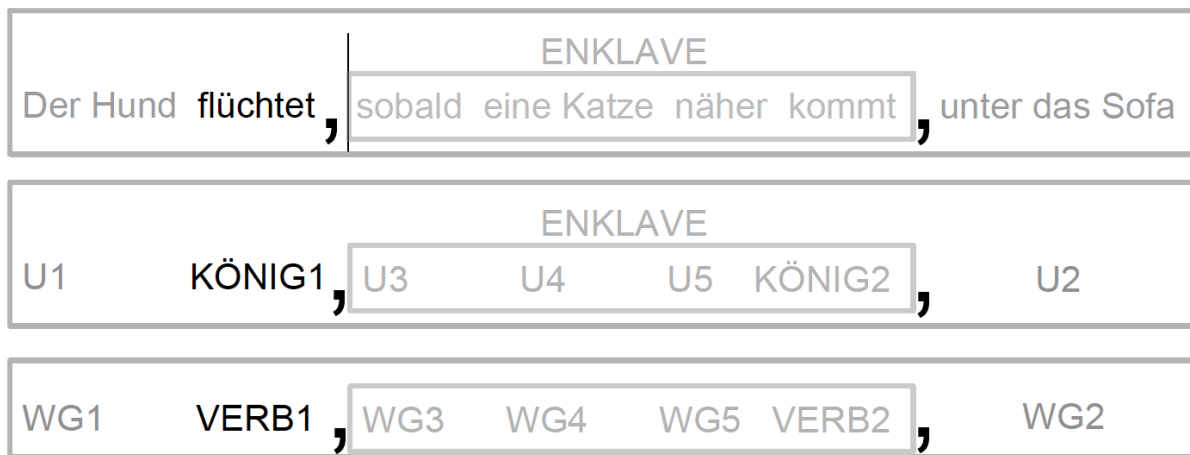 ENKLAVE
Der Hund flüchtet, sobald eine Katze näher kommt, unter das Sofa
ENKLAVE
U1 KÖNIG1, U3 U4 U5 KÖNIG2, U2
WG1 VERB1, WG3 WG4 WG5 VERB2, WG2